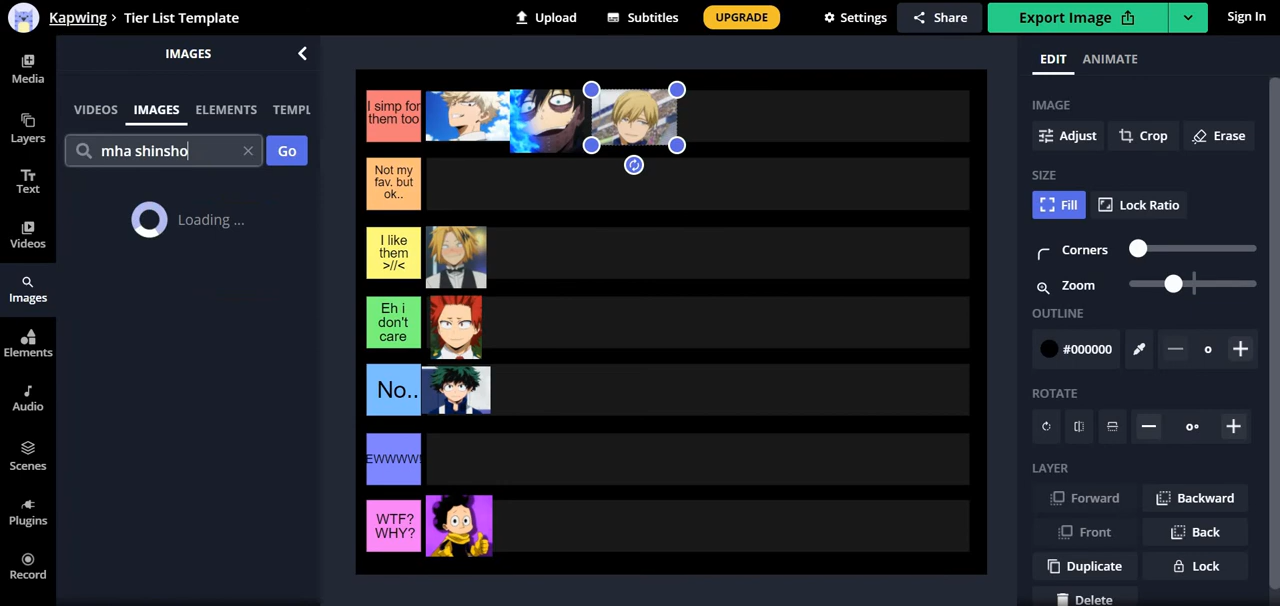 Kapwing › Tier List Template
Upload
Subtitles
UPGRADE
Settings
Share
Export Image
Sign In
IMAGES
VIDEOS IMAGES ELEMENTS TEMPL
mha shinsho
Go
Loading ...
Media
Layers
Text
Videos
Images
Elements
Audio
Scenes
Plugins
Record
I simp for
them too
Not my
fav. but
ok..
I like
them
>//<
Eh i
don't
care
No..
EWWWW!
WTF?
WHY?
EDIT ANIMATE
IMAGE
Adjust Crop Erase
SIZE
Fill Lock Ratio
Corners
Zoom
OUTLINE
#000000 0
ROTATE
0°
LAYER
Forward Backward
Front Back
Duplicate Lock
Delete